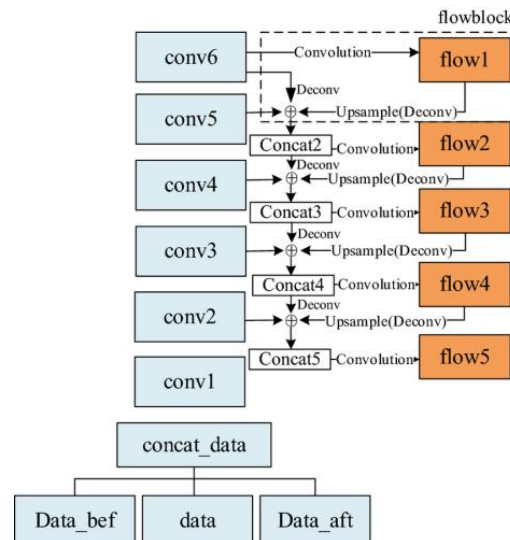 flowblock
conv6
Convolution
flow1
Deconv
conv5
⊕
Upsample(Deconv)
Concat2
Convolution
flow2
Deconv
conv4
⊕
Upsample(Deconv)
Concat3
Convolution
flow3
Deconv
conv3
⊕
Upsample(Deconv)
Concat4
Convolution
flow4
Deconv
conv2
⊕
Upsample(Deconv)
Concat5
Convolution
flow5
conv1
concat_data
Data_bef
data
Data_aft